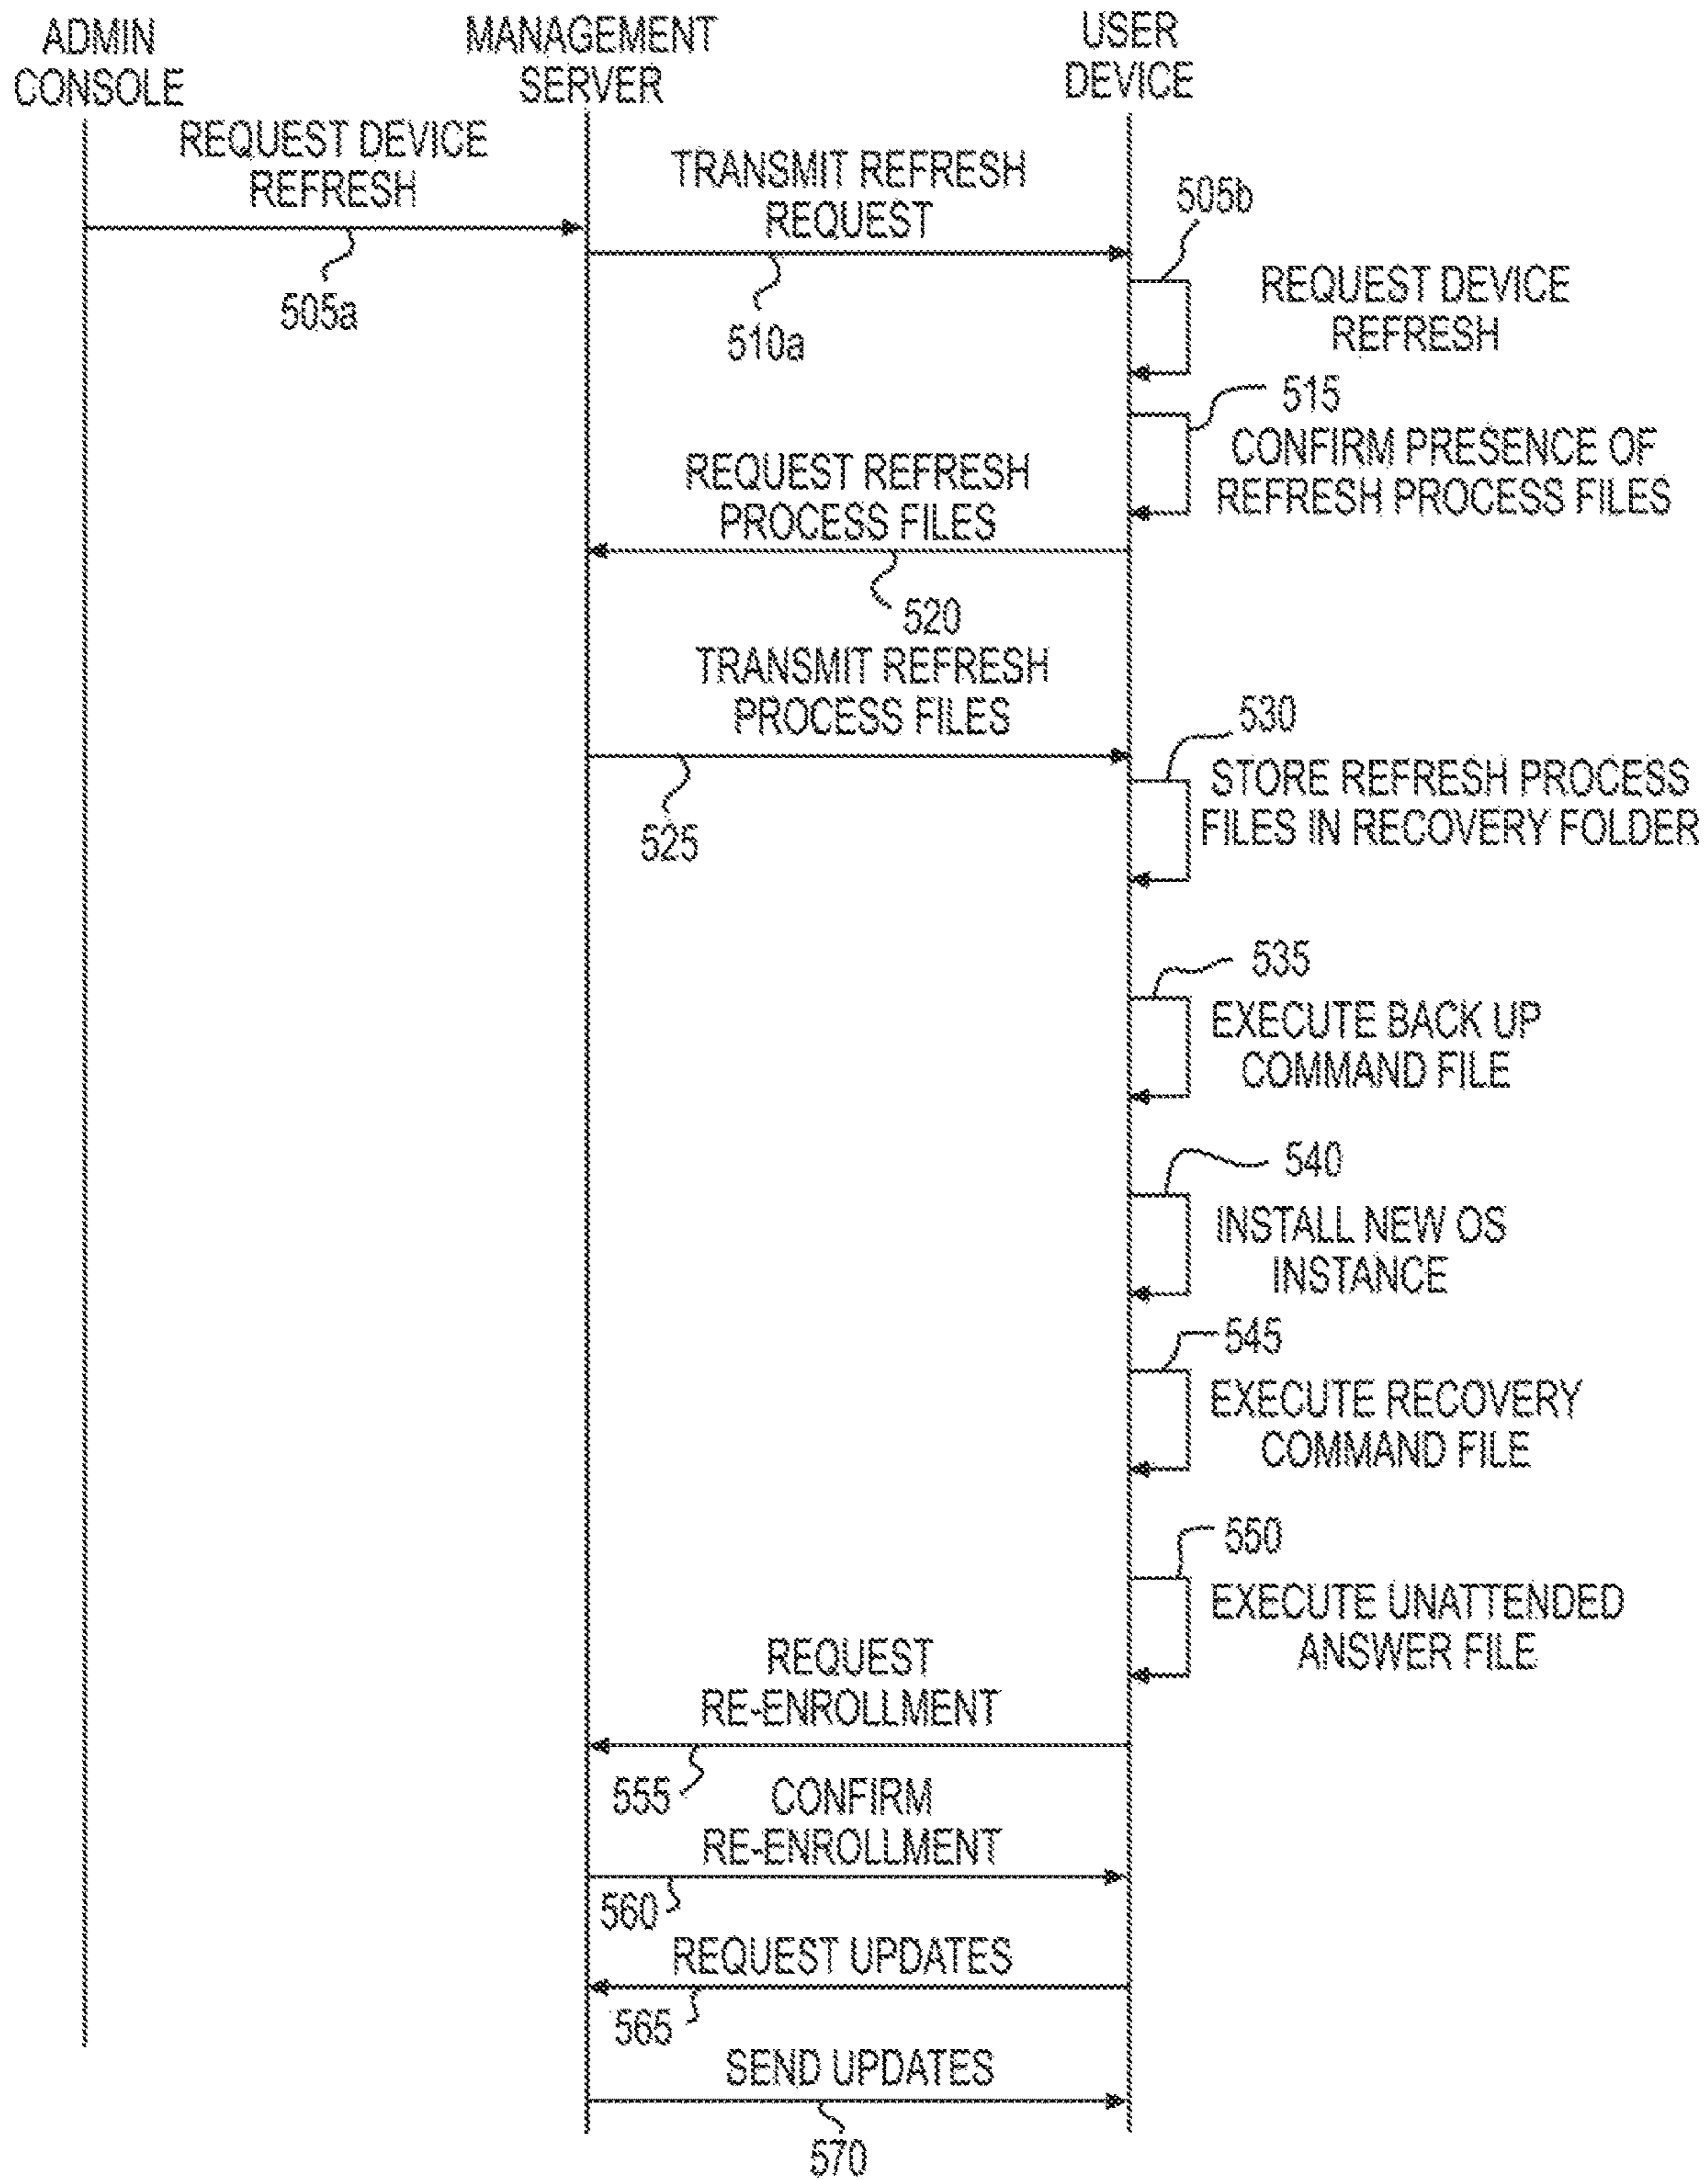 ADMIN
CONSOLE
MANAGEMENT
SERVER
USER
DEVICE
REQUEST DEVICE
REFRESH
505a
TRANSMIT REFRESH
REQUEST
510a
505b
REQUEST DEVICE
REFRESH
515
CONFIRM PRESENCE OF
REFRESH PROCESS FILES
REQUEST REFRESH
PROCESS FILES
520
TRANSMIT REFRESH
PROCESS FILES
525
530
STORE REFRESH PROCESS
FILES IN RECOVERY FOLDER
535
EXECUTE BACK UP
COMMAND FILE
540
INSTALL NEW OS
INSTANCE
545
EXECUTE RECOVERY
COMMAND FILE
550
EXECUTE UNATTENDED
ANSWER FILE
REQUEST
RE-ENROLLMENT
555
CONFIRM
RE-ENROLLMENT
560
REQUEST UPDATES
565
SEND UPDATES
570